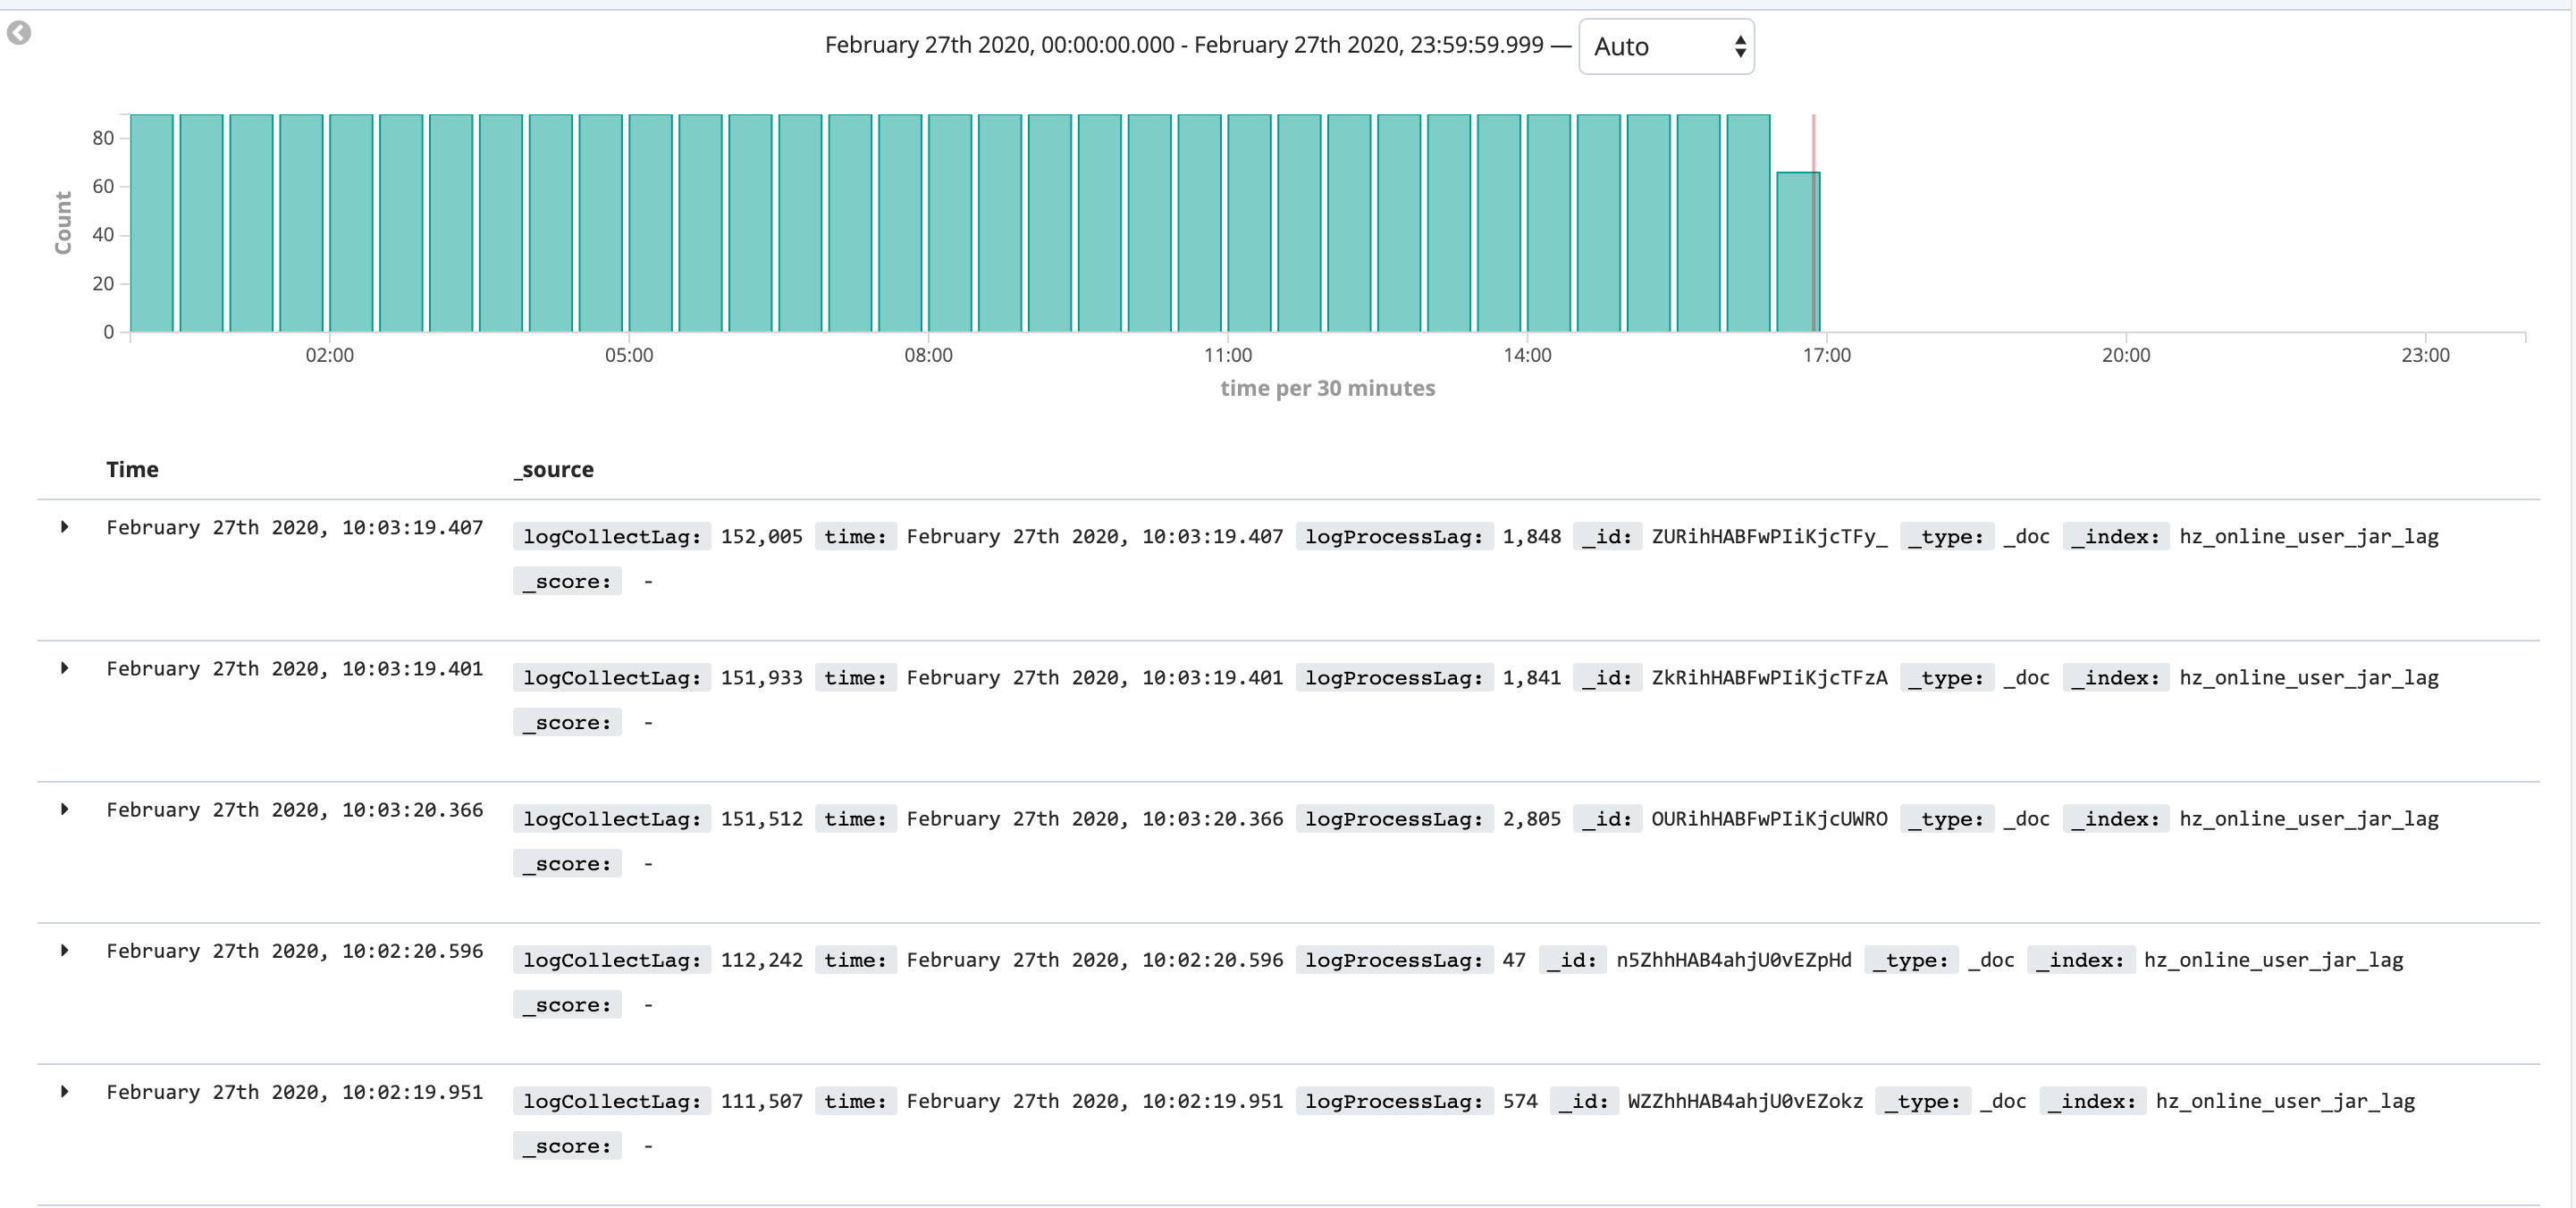 February 27th 2020, 00:00:00.000 - February 27th 2020, 23:59:59.999 — Auto
80
60
40
20
0
Count
02:00 05:00 08:00 11:00 14:00 17:00 20:00 23:00
time per 30 minutes
Time _source
February 27th 2020, 10:03:19.407 logCollectLag: 152,005 time: February 27th 2020, 10:03:19.407 logProcessLag: 1,848 _id: ZURihHABFwPIiKjcTFy_ _type: _doc _index: hz_online_user_jar_lag
_score: -
February 27th 2020, 10:03:19.401 logCollectLag: 151,933 time: February 27th 2020, 10:03:19.401 logProcessLag: 1,841 _id: ZkRihHABFwPIiKjcTFzA _type: _doc _index: hz_online_user_jar_lag
_score: -
February 27th 2020, 10:03:20.366 logCollectLag: 151,512 time: February 27th 2020, 10:03:20.366 logProcessLag: 2,805 _id: OURihHABFwPIiKjcUWRO _type: _doc _index: hz_online_user_jar_lag
_score: -
February 27th 2020, 10:02:20.596 logCollectLag: 112,242 time: February 27th 2020, 10:02:20.596 logProcessLag: 47 _id: n5ZhhHAB4ahjU0vEZpHd _type: _doc _index: hz_online_user_jar_lag
_score: -
February 27th 2020, 10:02:19.951 logCollectLag: 111,507 time: February 27th 2020, 10:02:19.951 logProcessLag: 574 _id: WZZhhHAB4ahjU0vEZokz _type: _doc _index: hz_online_user_jar_lag
_score: -